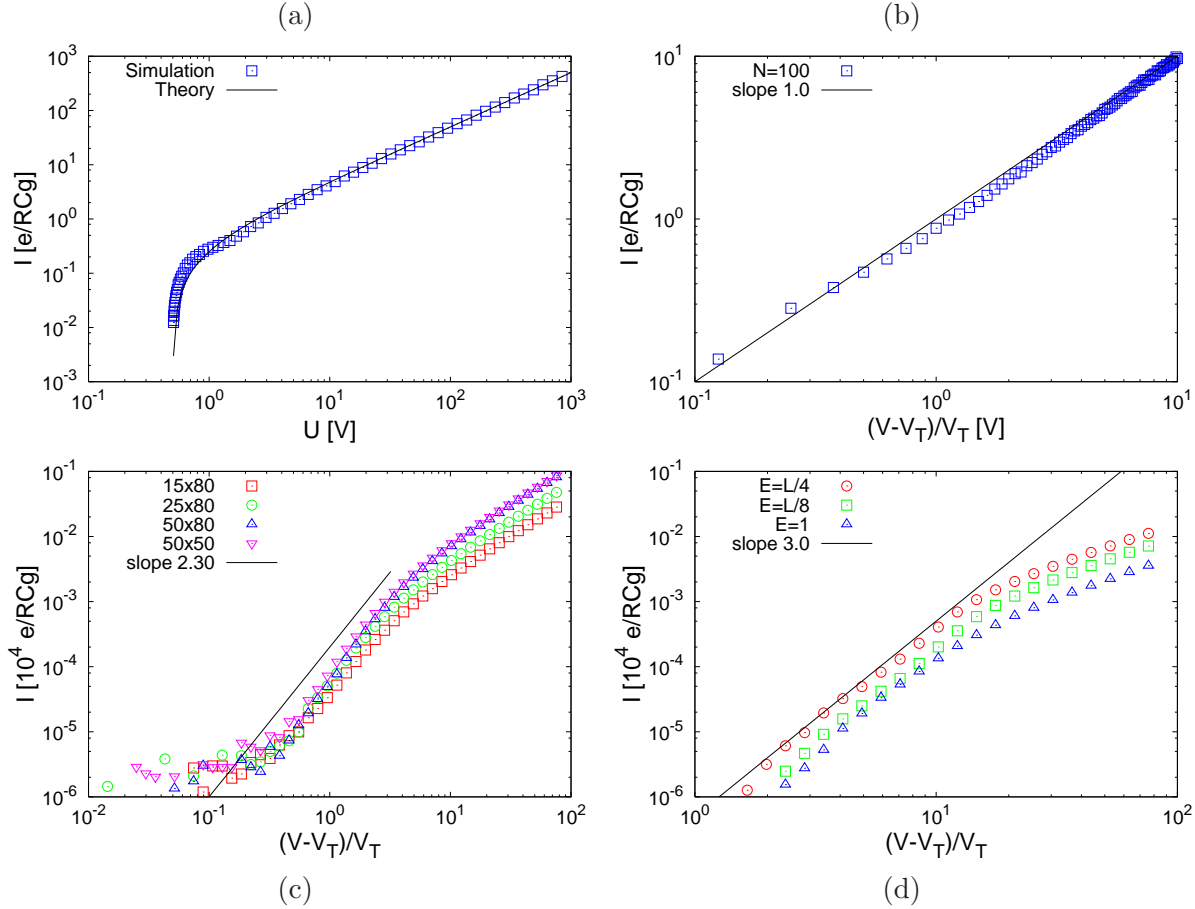 (a)
(b)
I [e/RCg]
10^3
10^2
10^1
10^0
10^-1
10^-2
10^-3
Simulation
Theory
10^-1 10^0 10^1 10^2 10^3
U [V]
I [e/RCg]
10^1
10^0
10^-1
N=100
slope 1.0
10^-1 10^0 10^1
(V-V_T)/V_T [V]
I [10^4 e/RCg]
10^-1
10^-2
10^-3
10^-4
10^-5
10^-6
15x80
25x80
50x80
50x50
slope 2.30
10^-2 10^-1 10^0 10^1 10^2
(V-V_T)/V_T
I [10^4 e/RCg]
10^-1
10^-2
10^-3
10^-4
10^-5
10^-6
E=L/4
E=L/8
E=1
slope 3.0
10^0 10^1 10^2
(V-V_T)/V_T
(c)
(d)